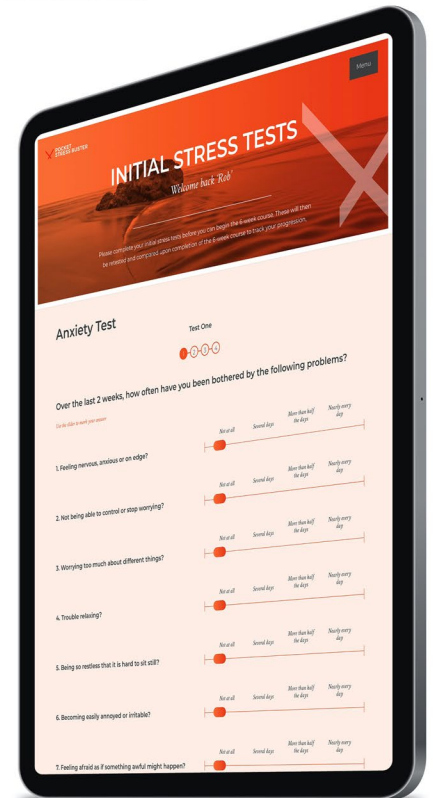 Menu
POCKET
STRESS BUSTER
INITIAL STRESS TESTS
Welcome back 'Rob'
Please complete your initial stress tests before you can begin the 6-week course. These will then
be retested and compared upon completion of the 6-week course to track your progression.
Anxiety Test
Test One
1 2 3 4
Over the last 2 weeks, how often have you been bothered by the following problems?
Use the slider to mark your answer
Not at all Several days More than half the days Nearly every day
1. Feeling nervous, anxious or on edge?
Not at all Several days More than half the days Nearly every day
2. Not being able to control or stop worrying?
Not at all Several days More than half the days Nearly every day
3. Worrying too much about different things?
Not at all Several days More than half the days Nearly every day
4. Trouble relaxing?
Not at all Several days More than half the days Nearly every day
5. Being so restless that it is hard to sit still?
Not at all Several days More than half the days Nearly every day
6. Becoming easily annoyed or irritable?
Not at all Several days More than half the days Nearly every day
7. Feeling afraid as if something awful might happen?